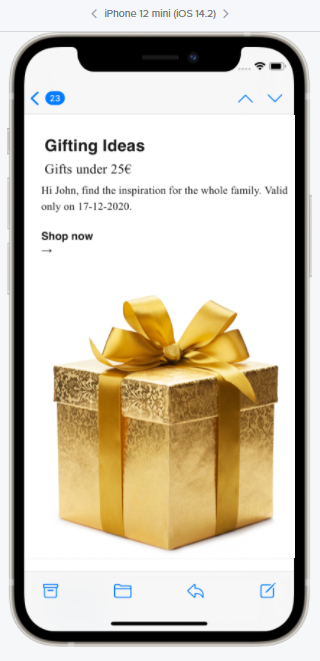 iPhone 12 mini (iOS 14.2)
23
Gifting Ideas
Gifts under 25€
Hi John, find the inspiration for the whole family. Valid
only on 17-12-2020.
Shop now
→